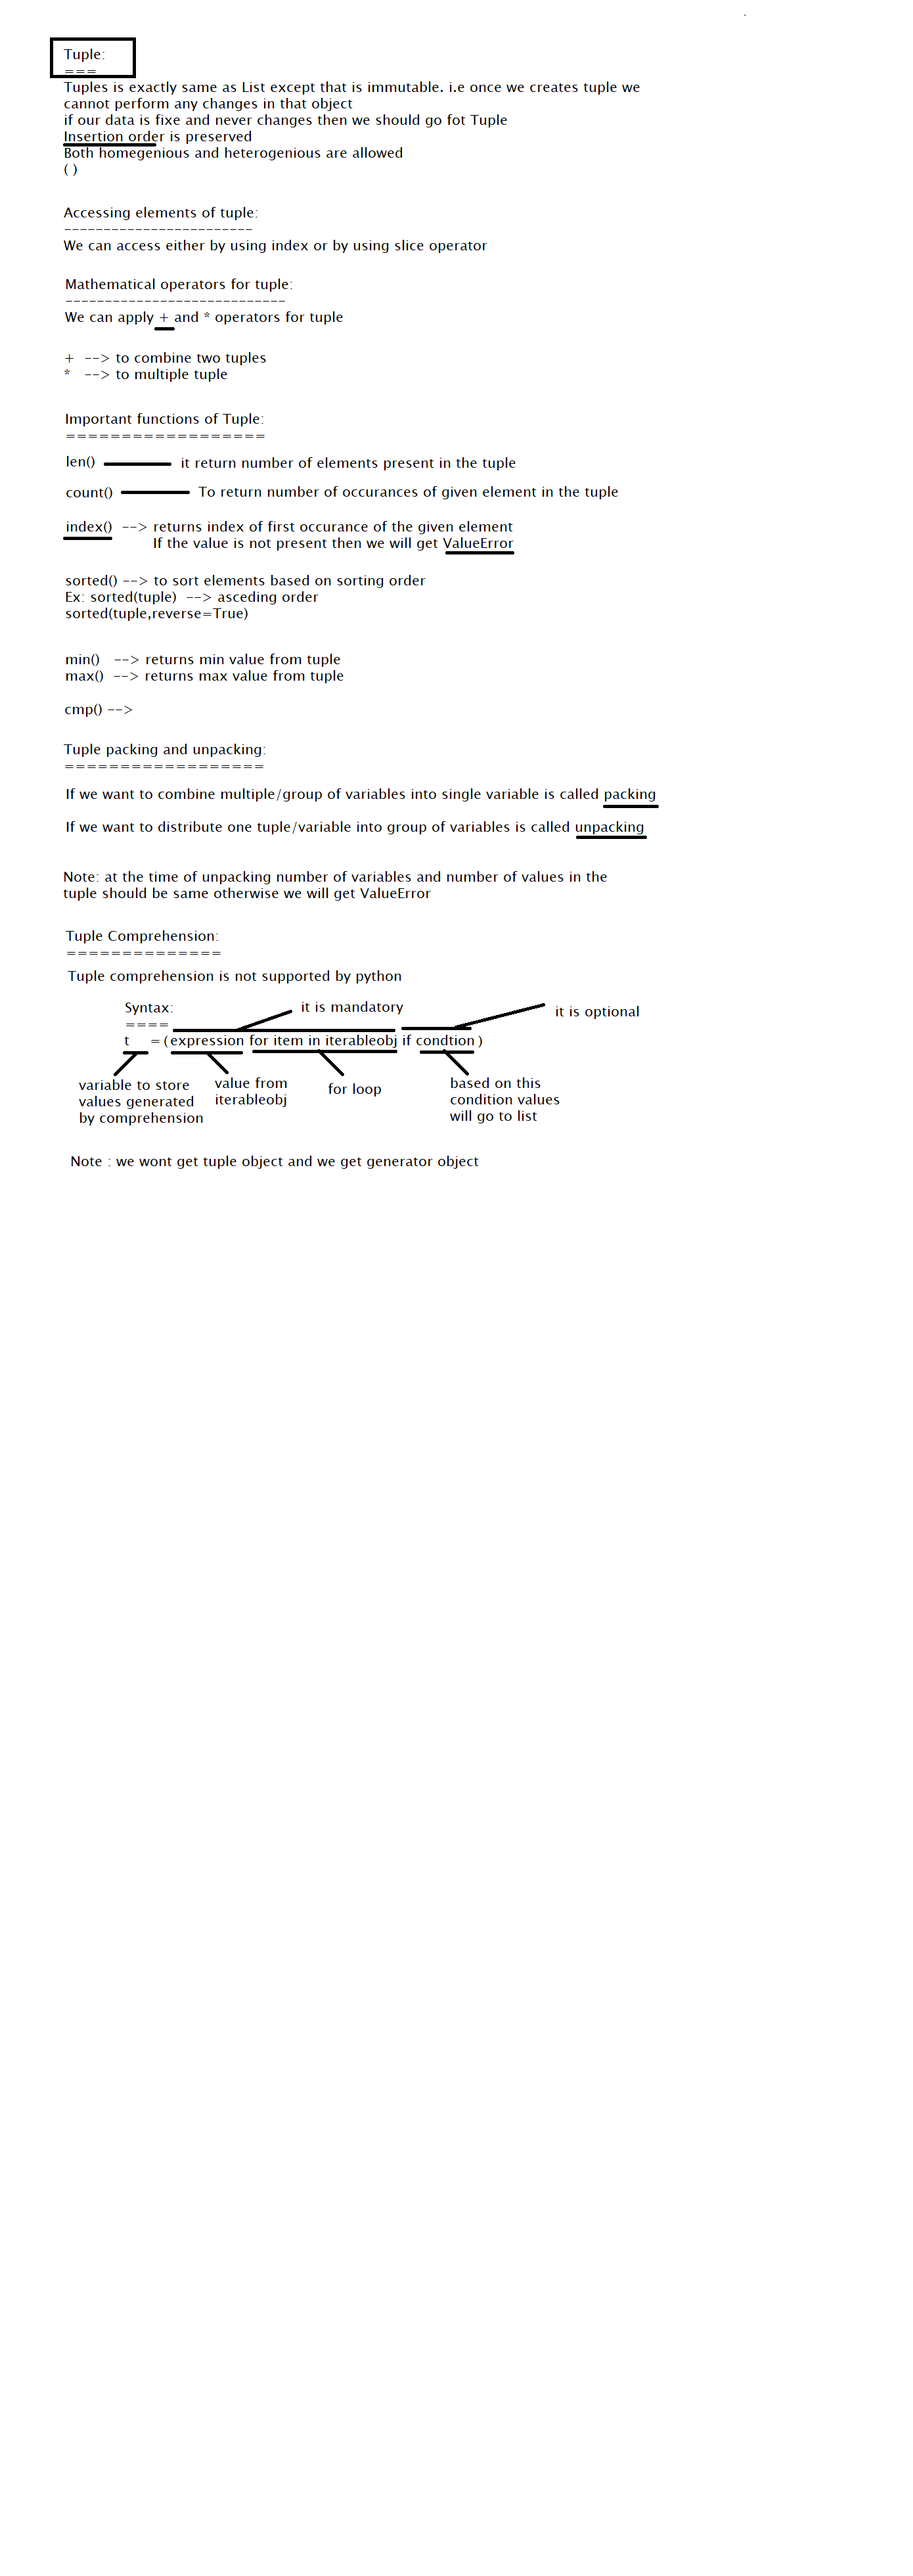 Tuple:
===
Tuples is exactly same as List except that is immutable. i.e once we creates tuple we
cannot perform any changes in that object
if our data is fixe and never changes then we should go fot Tuple
Insertion order is preserved
Both homegenious and heterogenious are allowed
( )
Accessing elements of tuple:
------------------------
We can access either by using index or by using slice operator
Mathematical operators for tuple:
----------------------------
We can apply + and * operators for tuple
+ --> to combine two tuples
* --> to multiple tuple
Important functions of Tuple:
==================
len() it return number of elements present in the tuple
count() To return number of occurances of given element in the tuple
index() --> returns index of first occurance of the given element
If the value is not present then we will get ValueError
sorted() --> to sort elements based on sorting order
Ex: sorted(tuple) --> asceding order
sorted(tuple,reverse=True)
min() --> returns min value from tuple
max() --> returns max value from tuple
cmp() -->
Tuple packing and unpacking:
==================
If we want to combine multiple/group of variables into single variable is called packing
If we want to distribute one tuple/variable into group of variables is called unpacking
Note: at the time of unpacking number of variables and number of values in the
tuple should be same otherwise we will get ValueError
Tuple Comprehension:
==============
Tuple comprehension is not supported by python
Syntax: it is mandatory it is optional
====
t = ( expression for item in iterableobj if condtion )
variable to store value from for loop based on this
values generated iterableobj condition values
by comprehension will go to list
Note : we wont get tuple object and we get generator object